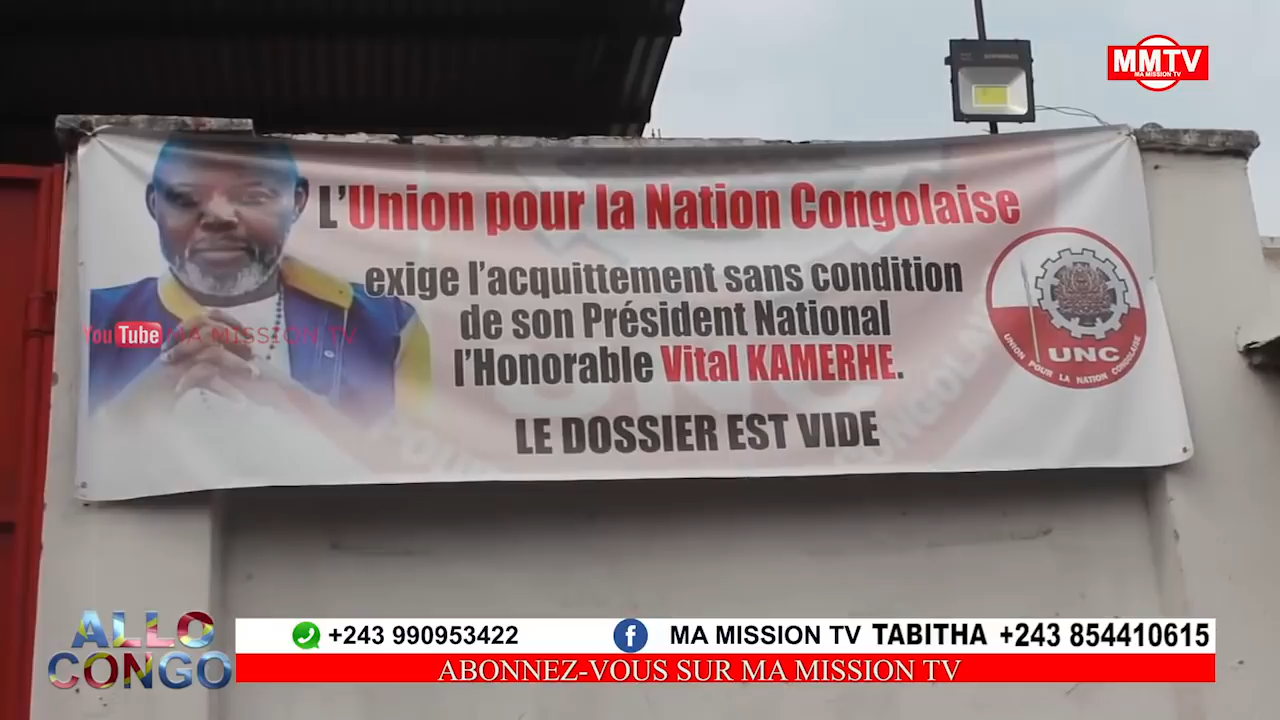 MMTV
MA MISSION TV
L'Union pour la Nation Congolaise
exige l'acquittement sans condition
de son Président National
l'Honorable Vital KAMERHE.
LE DOSSIER EST VIDE
UNC
UNION POUR LA NATION CONGOLAISE
YouTube MA MISSION TV
ALLO
CONGO
+243 990953422 MA MISSION TV TABITHA +243 854410615
ABONNEZ-VOUS SUR MA MISSION TV